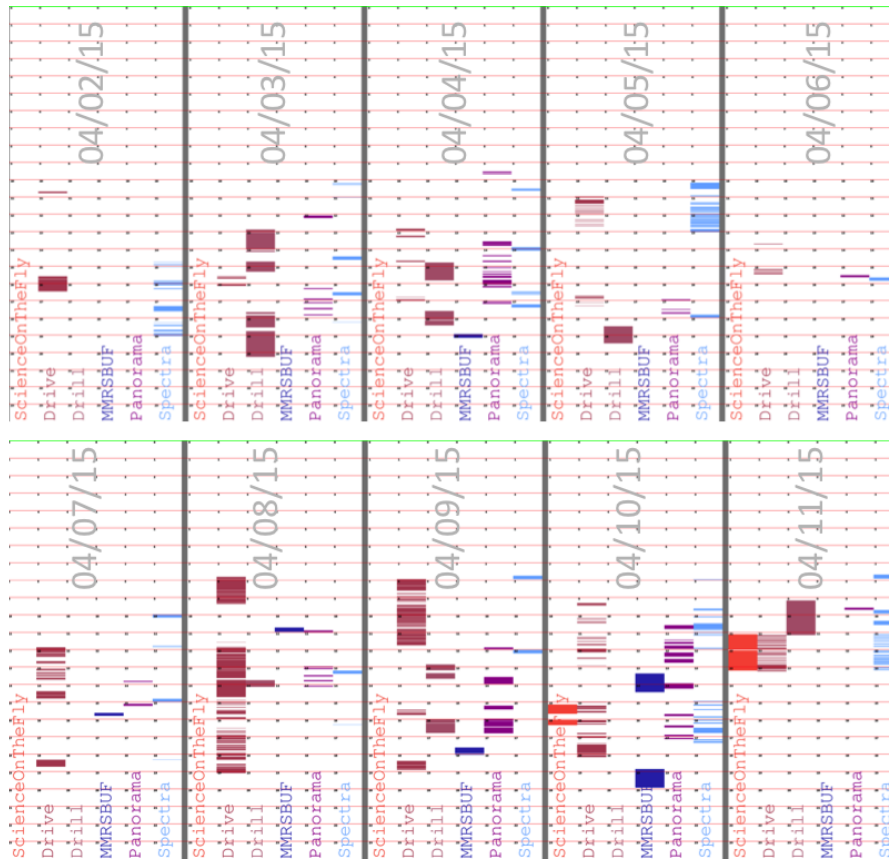 ScienceOnTheFly
Drive
Drill
MMRSBUF
Panorama
Spectra
04/02/15
ScienceOnTheFly
Drive
Drill
MMRSBUF
Panorama
Spectra
04/03/15
ScienceOnTheFly
Drive
Drill
MMRSBUF
Panorama
Spectra
04/04/15
ScienceOnTheFly
Drive
Drill
MMRSBUF
Panorama
Spectra
04/05/15
ScienceOnTheFly
Drive
Drill
MMRSBUF
Panorama
Spectra
04/06/15
ScienceOnTheFly
Drive
Drill
MMRSBUF
Panorama
Spectra
04/07/15
ScienceOnTheFly
Drive
Drill
MMRSBUF
Panorama
Spectra
04/08/15
ScienceOnTheFly
Drive
Drill
MMRSBUF
Panorama
Spectra
04/09/15
ScienceOnTheFly
Drive
Drill
MMRSBUF
Panorama
Spectra
04/10/15
ScienceOnTheFly
Drive
Drill
MMRSBUF
Panorama
Spectra
04/11/15